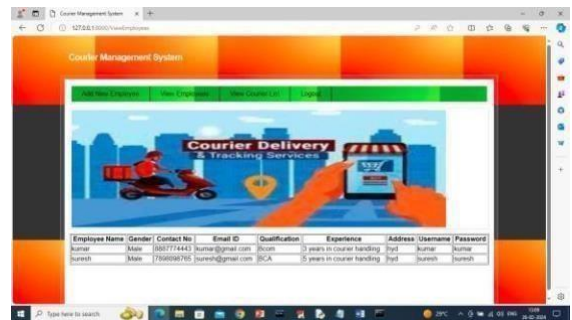 Courier Management System
127.0.0.1:8000/ViewEmployees
Courier Management System
Add New Employee View Employees View Courier List Logout
Courier Delivery
& Tracking Services
Employee Name Gender Contact No Email ID Qualification Experience Address Username Password
kumar Male 8887774443 kumar@gmail.com Bcom 3 years in courier handling hyd kumar kumar
suresh Male 7898098765 suresh@gmail.com BCA 5 years in courier handling hyd suresh suresh
Type here to search
29°C ENG